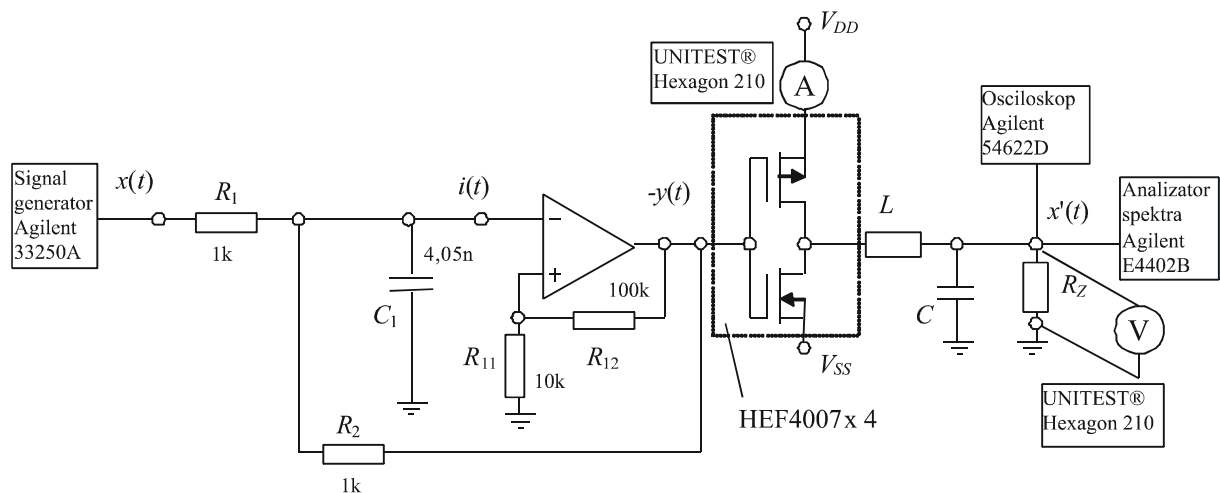 V_DD
UNITEST®
Hexagon 210
A
Osciloskop
Agilent
54622D
Signal
generator
Agilent
33250A
x(t)
R1
1k
i(t)
-y(t)
L
x'(t)
Analizator
spektra
Agilent
E4402B
−
+
4,05n
C1
100k
R12
R11
10k
C
R_Z
V
V_SS
UNITEST®
Hexagon 210
HEF4007x 4
R2
1k